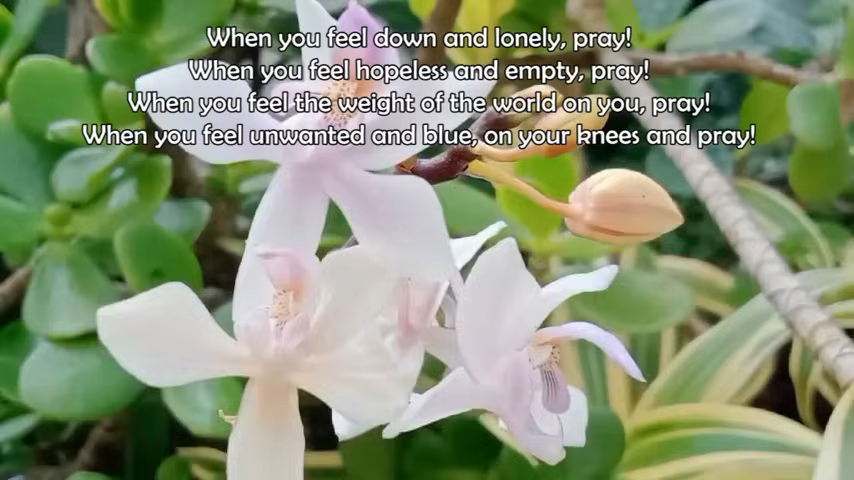 When you feel down and lonely, pray!
When you feel hopeless and empty, pray!
When you feel the weight of the world on you, pray!
When you feel unwanted and blue, on your knees and pray!